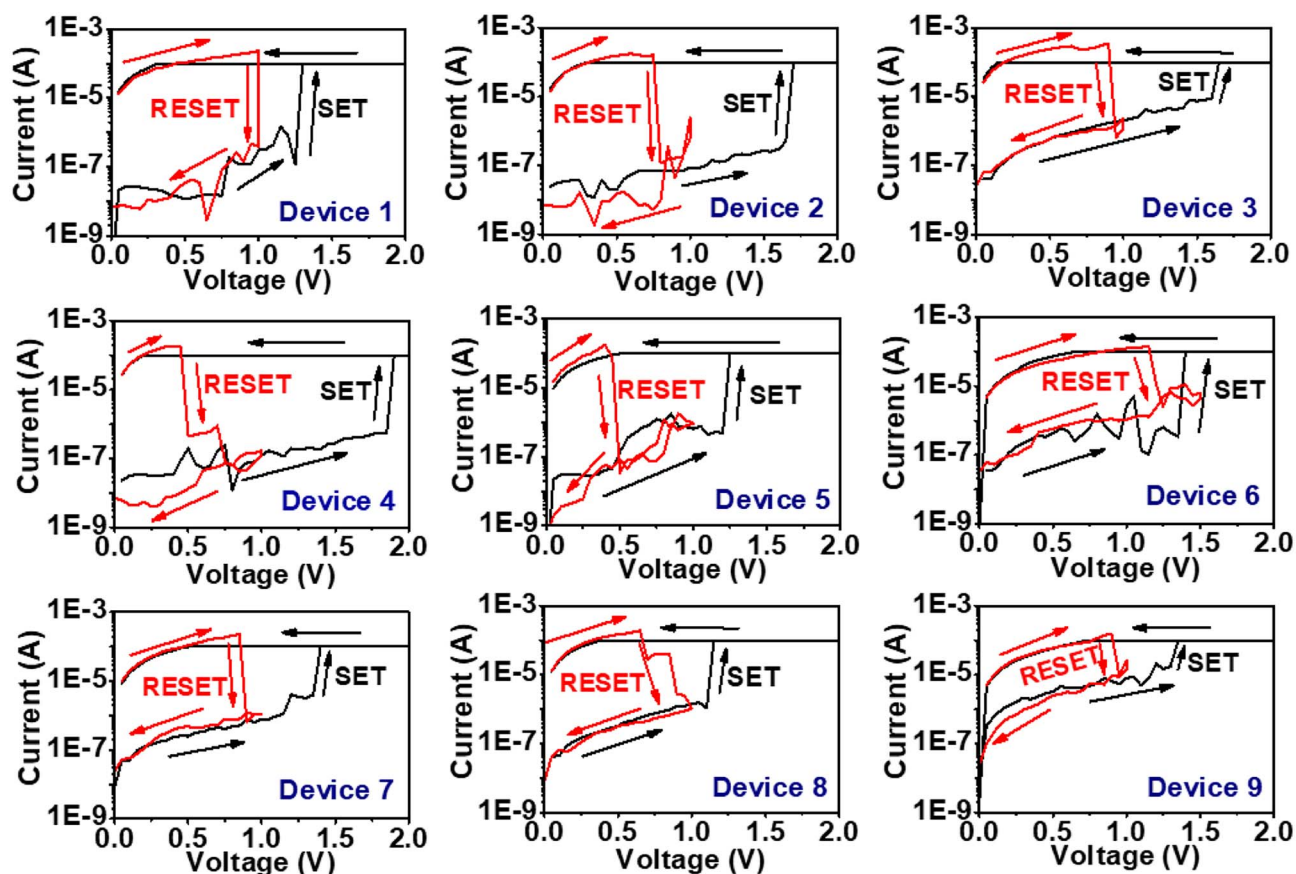 1E-3
1E-5
1E-7
1E-9
Current (A)
RESET
SET
Device 1
0.0 0.5 1.0 1.5 2.0
Voltage (V)
1E-3
1E-5
1E-7
1E-9
Current (A)
RESET
SET
Device 2
0.0 0.5 1.0 1.5 2.0
Voltage (V)
1E-3
1E-5
1E-7
1E-9
Current (A)
RESET
SET
Device 3
0.0 0.5 1.0 1.5 2.0
Voltage (V)
1E-3
1E-5
1E-7
1E-9
Current (A)
RESET
SET
Device 4
0.0 0.5 1.0 1.5 2.0
Voltage (V)
1E-3
1E-5
1E-7
1E-9
Current (A)
RESET
SET
Device 5
0.0 0.5 1.0 1.5 2.0
Voltage (V)
1E-3
1E-5
1E-7
1E-9
Current (A)
RESET
SET
Device 6
0.0 0.5 1.0 1.5 2.0
Voltage (V)
1E-3
1E-5
1E-7
1E-9
Current (A)
RESET
SET
Device 7
0.0 0.5 1.0 1.5 2.0
Voltage (V)
1E-3
1E-5
1E-7
1E-9
Current (A)
RESET
SET
Device 8
0.0 0.5 1.0 1.5 2.0
Voltage (V)
1E-3
1E-5
1E-7
1E-9
Current (A)
RESET
SET
Device 9
0.0 0.5 1.0 1.5 2.0
Voltage (V)